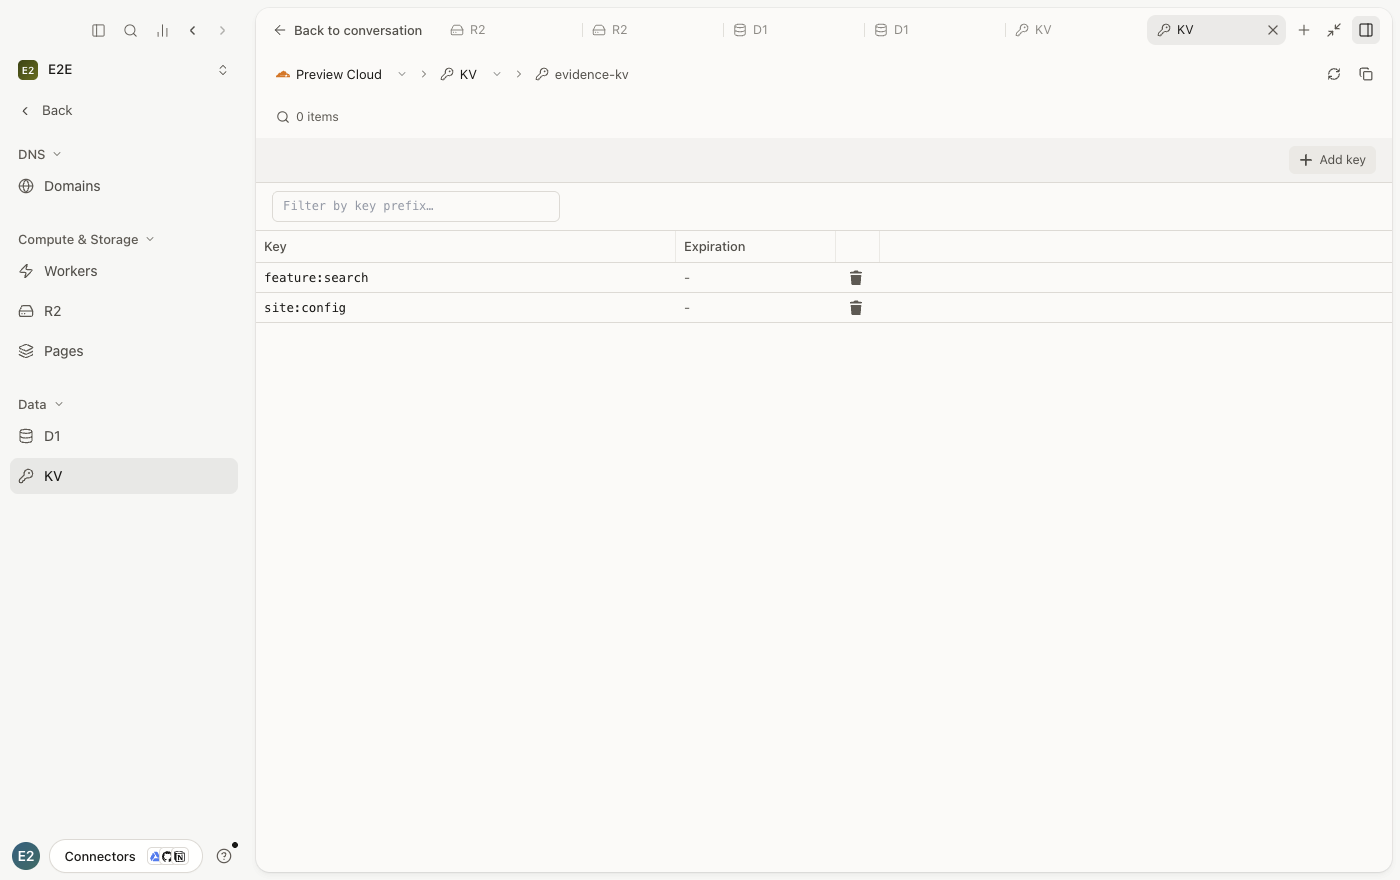 Back to conversation
R2
R2
D1
D1
KV
KV
E2
E2E
Preview Cloud
KV
evidence-kv
Back
0 items
DNS
Add key
Domains
Filter by key prefix…
Compute & Storage
Key
Expiration
Workers
feature:search
-
R2
site:config
-
Pages
Data
D1
KV
E2
Connectors